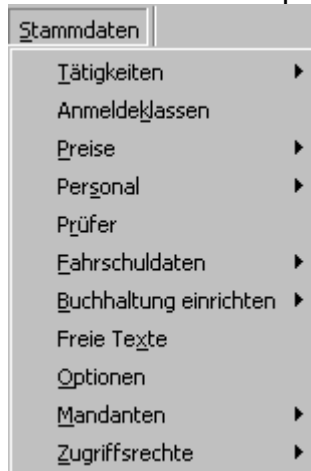 Stammdaten
Tätigkeiten
Anmeldeklassen
Preise
Personal
Prüfer
Fahrschuldaten
Buchhaltung einrichten
Freie Texte
Optionen
Mandanten
Zugriffsrechte